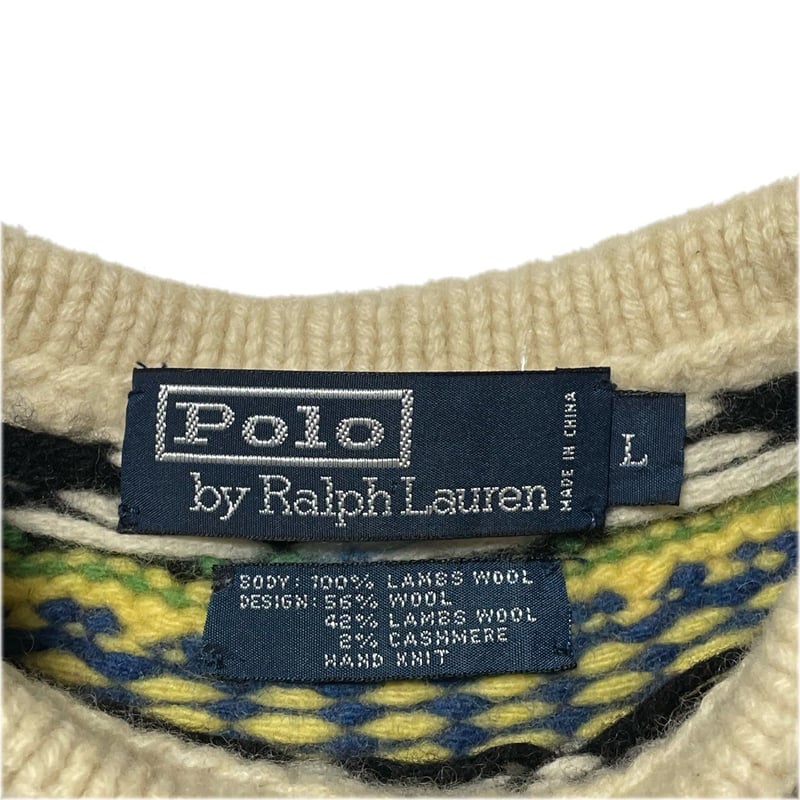 Polo
by Ralph Lauren
MADE IN CHINA
L
BODY: 100% LAMBS WOOL
DESIGN: 56% WOOL
42% LAMBS WOOL
2% CASHMERE
HAND KNIT